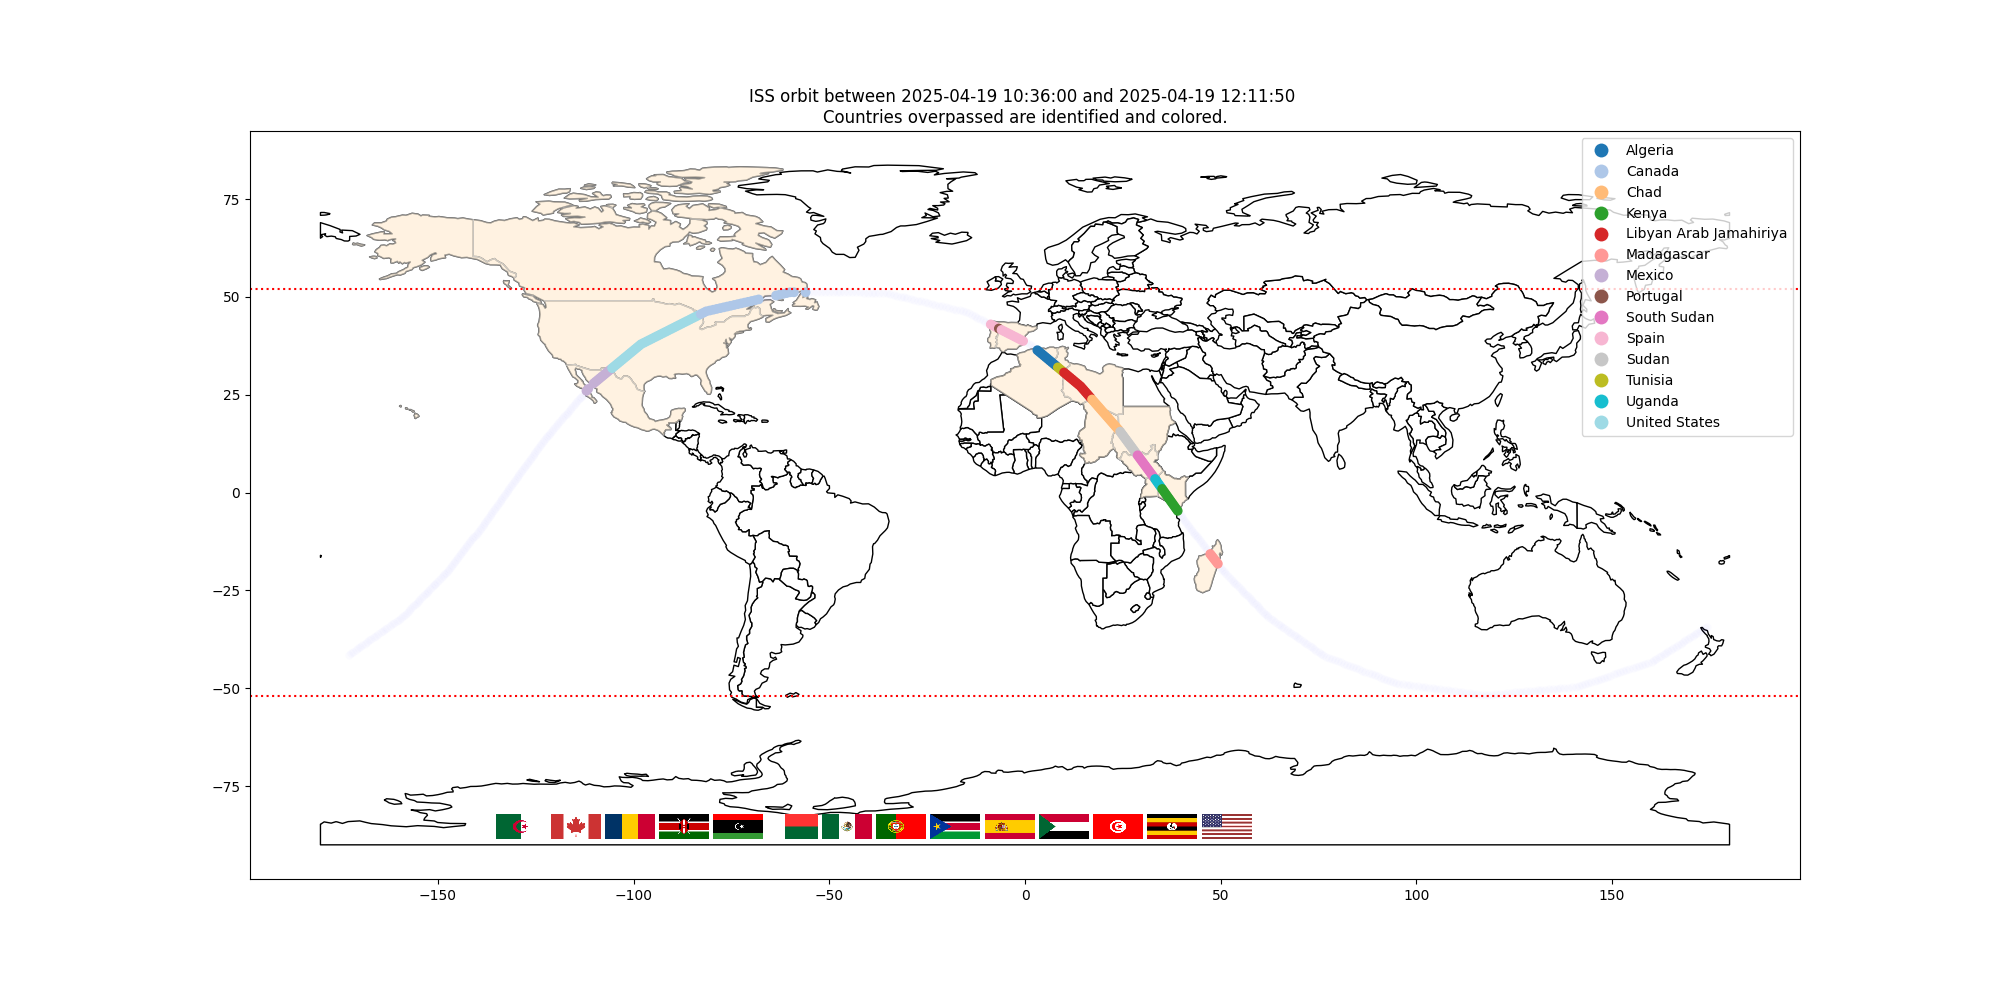 ISS orbit between 2025-04-19 10:36:00 and 2025-04-19 12:11:50
Countries overpassed are identified and colored.
Algeria
Canada
Chad
Kenya
Libyan Arab Jamahiriya
Madagascar
Mexico
Portugal
South Sudan
Spain
Sudan
Tunisia
Uganda
United States
75
50
25
0
−25
−50
−75
−150
−100
−50
0
50
100
150